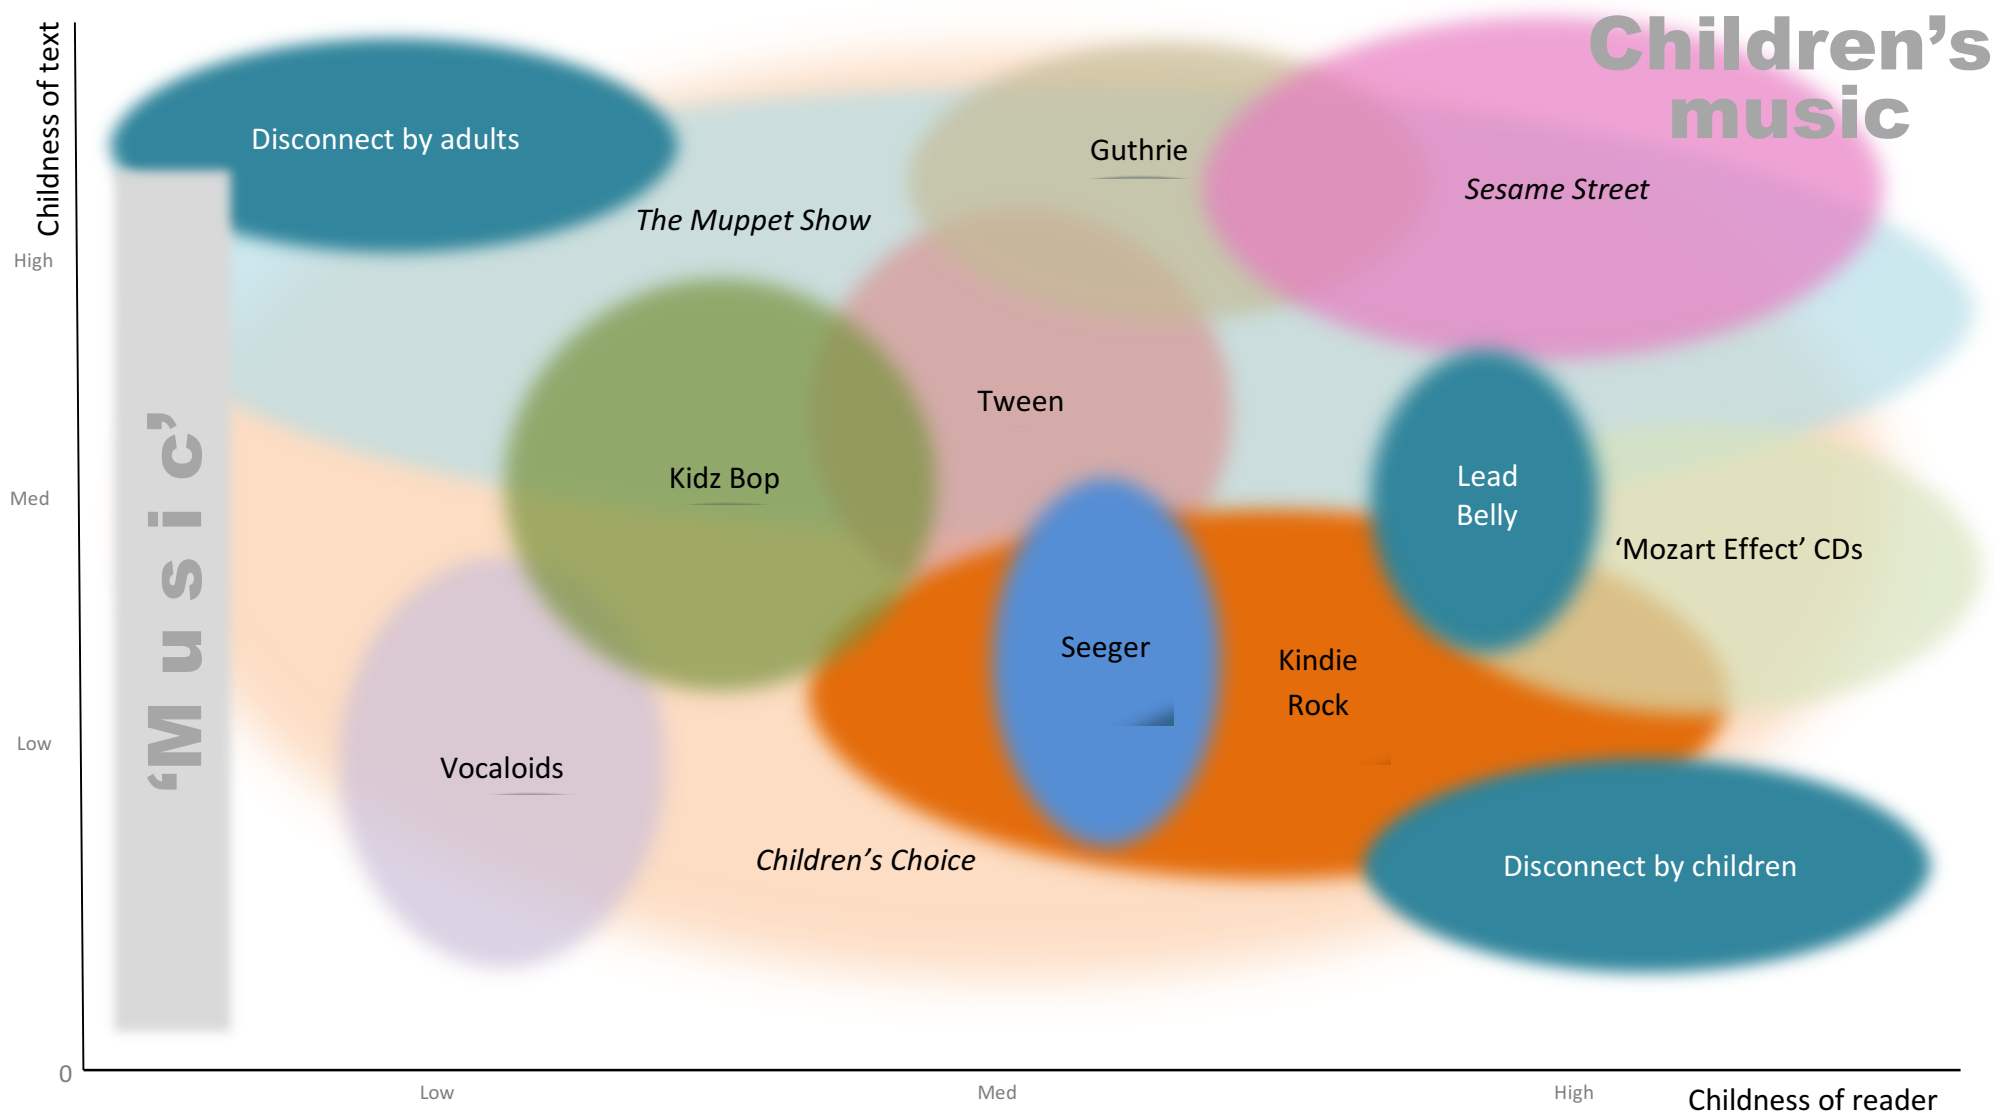 Children’s
music
Childness of text
Disconnect by adults
Guthrie
Sesame Street
The Muppet Show
High
Tween
Kidz Bop
Lead
Belly
Med
‘Mozart Effect’ CDs
‘Music’
Seeger
Kindie
Rock
Low
Vocaloids
Children’s Choice
Disconnect by children
0
Low
Med
High
Childness of reader